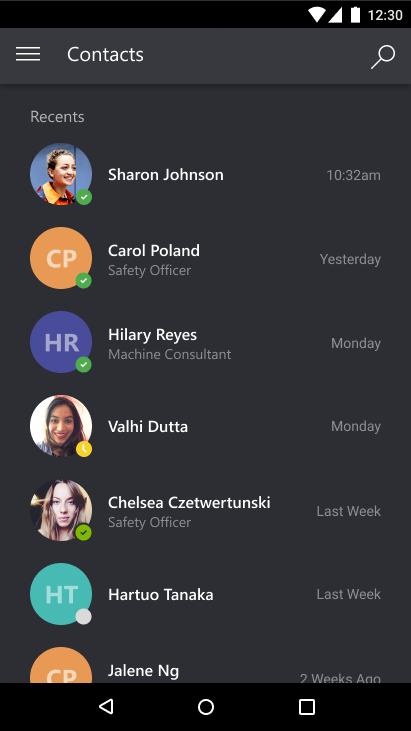 12:30
Contacts
Recents
Sharon Johnson
10:32am
CP
Carol Poland
Safety Officer
Yesterday
HR
Hilary Reyes
Machine Consultant
Monday
Valhi Dutta
Monday
Chelsea Czetwertunski
Safety Officer
Last Week
HT
Hartuo Tanaka
Last Week
CP
Jalene Ng
2 Weeks Ago